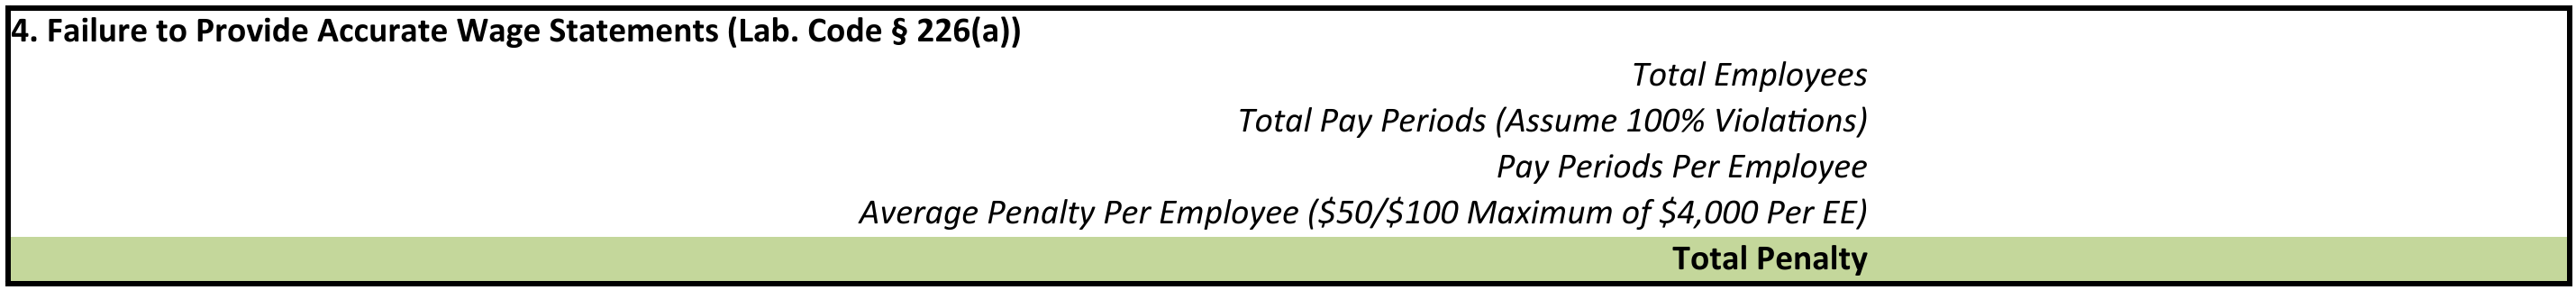 4. Failure to Provide Accurate Wage Statements (Lab. Code § 226(a))
Total Employees
Total Pay Periods (Assume 100% Violations)
Pay Periods Per Employee
Average Penalty Per Employee ($50/$100 Maximum of $4,000 Per EE)
Total Penalty